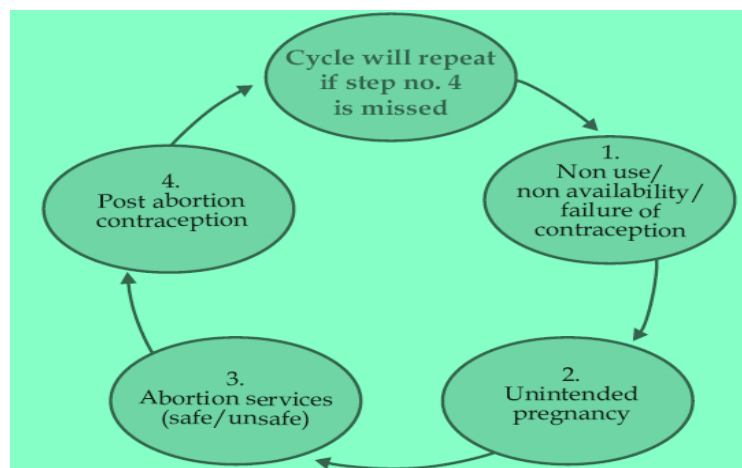 Cycle will repeat
if step no. 4
is missed
1.
Non use/
non availability/
failure of
contraception
2.
Unintended
pregnancy
3.
Abortion services
(safe/unsafe)
4.
Post abortion
contraception